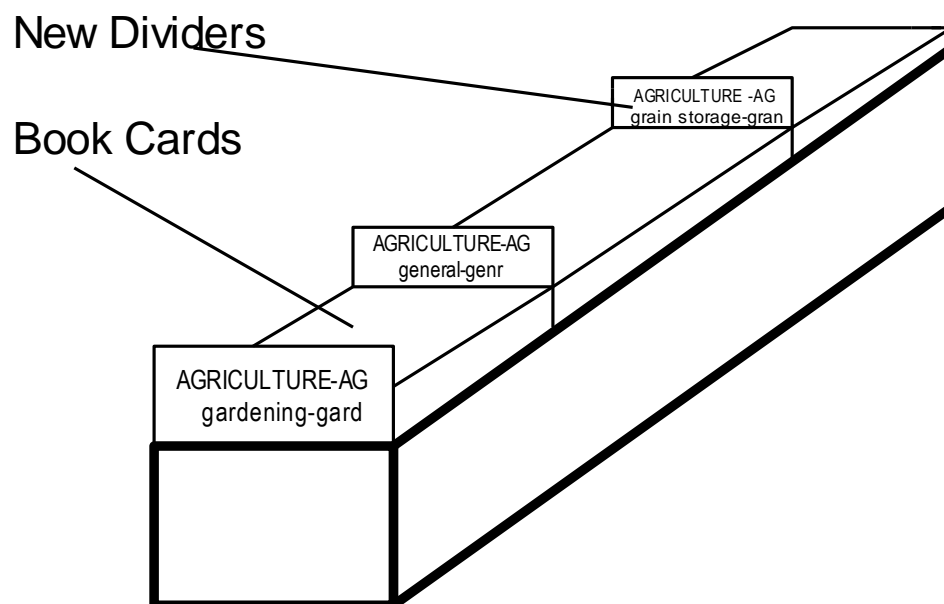 New Dividers
AGRICULTURE -AG
grain storage-gran
Book Cards
AGRICULTURE-AG
general-genr
AGRICULTURE-AG
gardening-gard